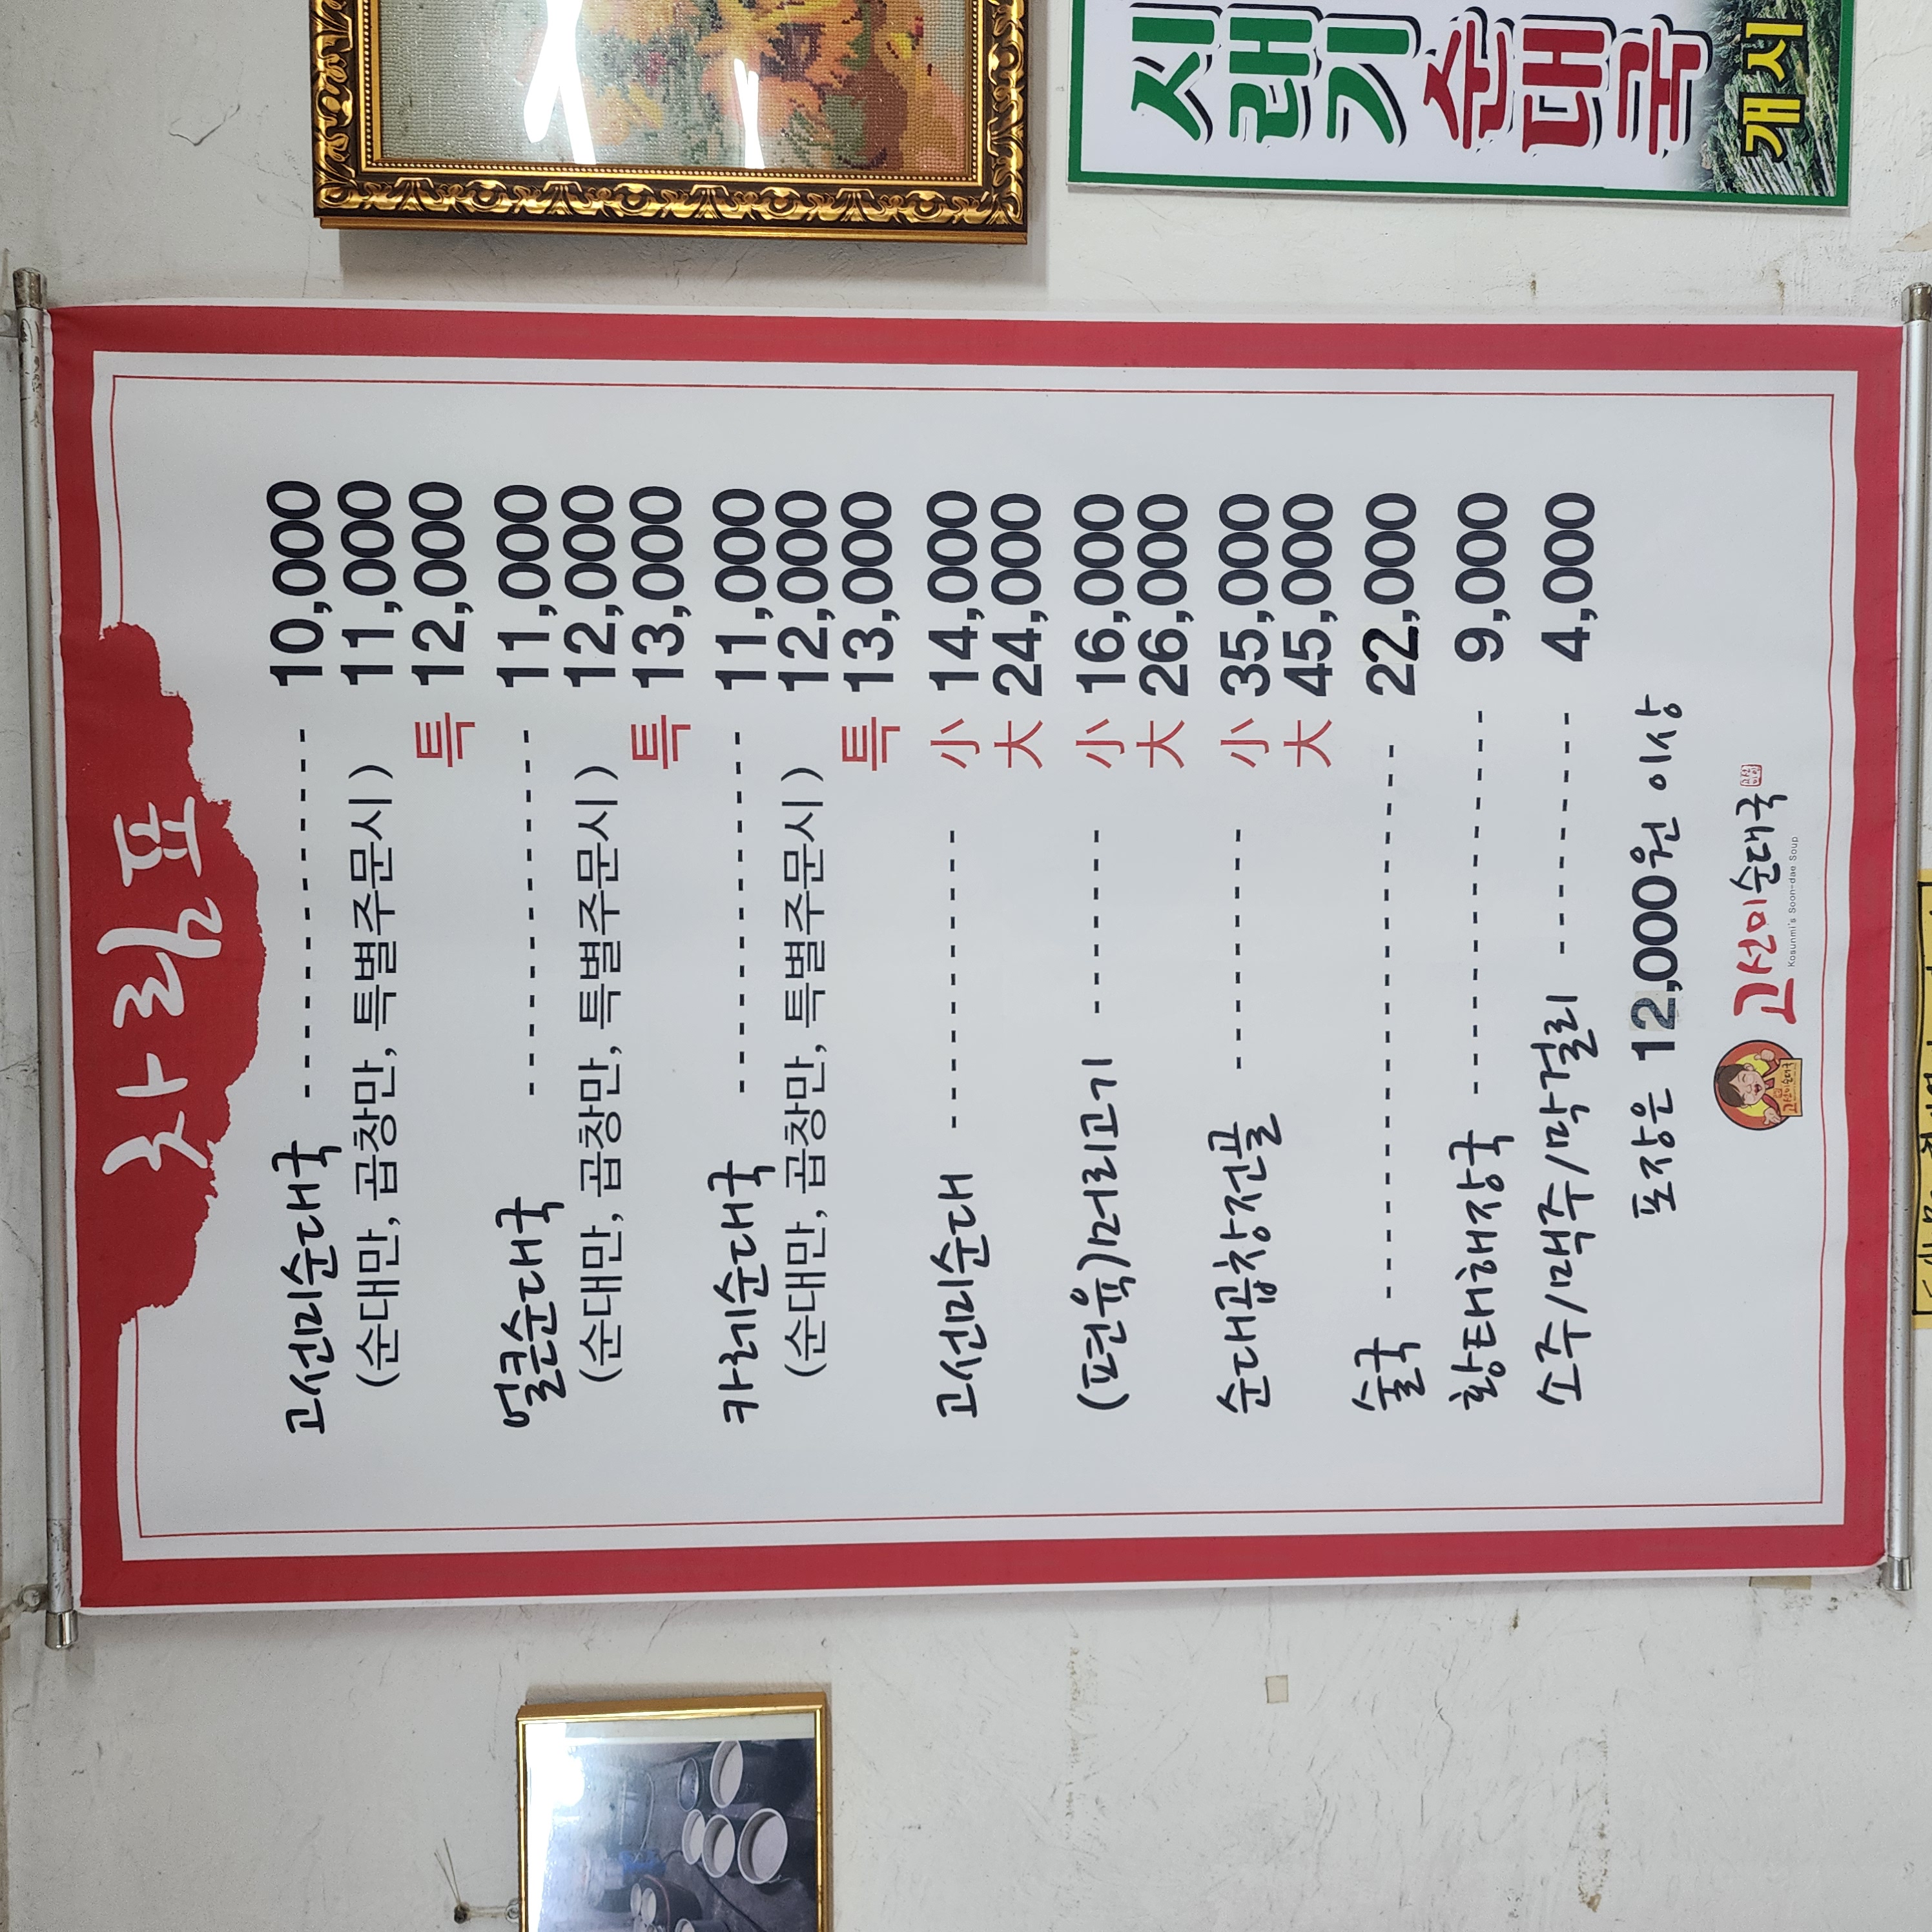 차림표
고선미순대국 ------------- 10,000
(순대만, 곱창만, 특별주문시 ) 11,000
특 12,000
얼큰순대국 ------------- 11,000
(순대만, 곱창만, 특별주문시 ) 12,000
특 13,000
카레순대국 ------------- 11,000
(순대만, 곱창만, 특별주문시 ) 12,000
특 13,000
고선미순대 ----------- 小 14,000
大 24,000
(편육)머리고기 ------- 小 16,000
大 26,000
순대곱창전골 --------- 小 35,000
大 45,000
술국 -------------------- 22,000
황태해장국 -------------- 9,000
소주/맥주/막걸리 --------- 4,000
포장은 12,000원 이상
고선미순대국
고선미순대국
Kosunmi's Soon-dae Soup
시래기순대국
개시